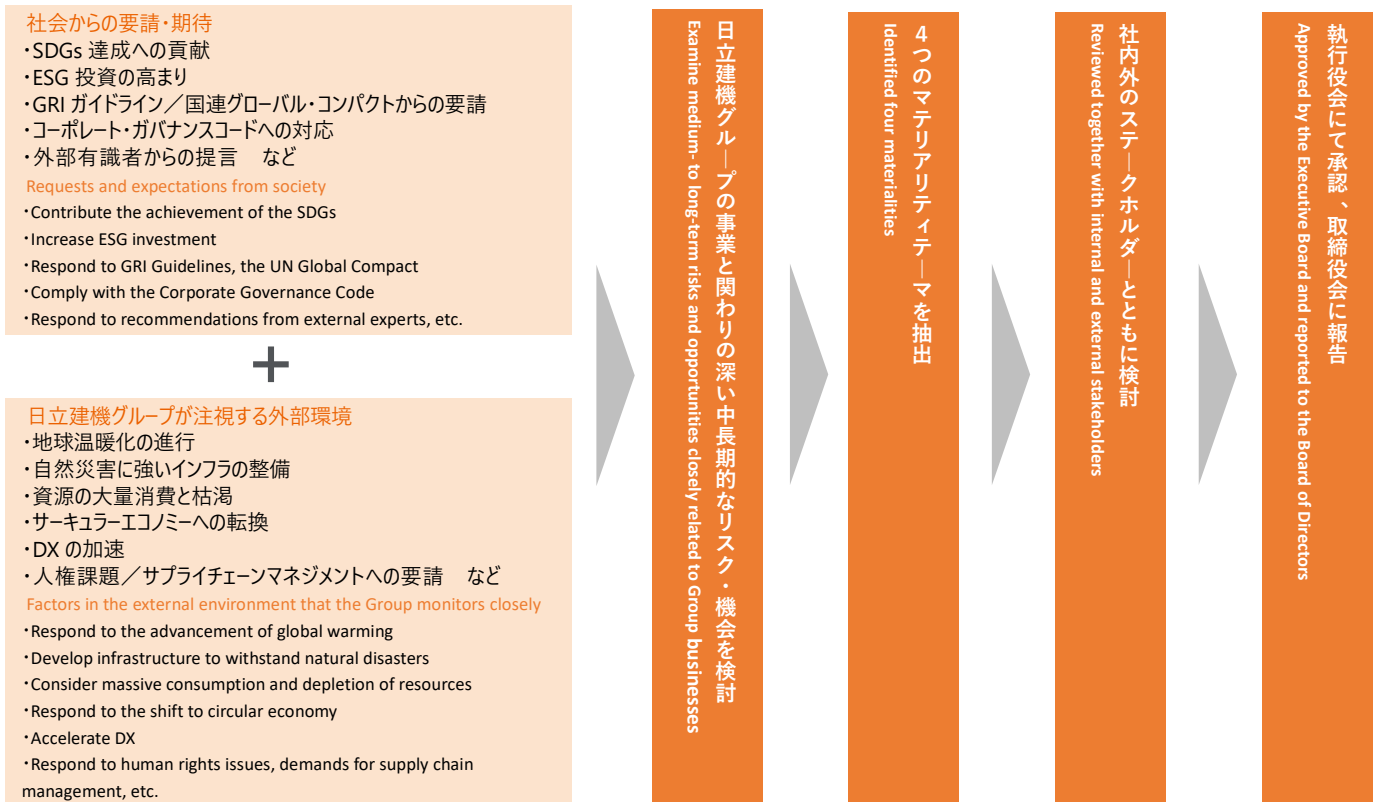 社会からの要請・期待
・SDGs 達成への貢献
・ESG 投資の高まり
・GRI ガイドライン／国連グローバル・コンパクトからの要請
・コーポレート・ガバナンスコードへの対応
・外部有識者からの提言　など
Requests and expectations from society
・Contribute the achievement of the SDGs
・Increase ESG investment
・Respond to GRI Guidelines, the UN Global Compact
・Comply with the Corporate Governance Code
・Respond to recommendations from external experts, etc.
+
日立建機グループが注視する外部環境
・地球温暖化の進行
・自然災害に強いインフラの整備
・資源の大量消費と枯渇
・サーキュラーエコノミーへの転換
・DX の加速
・人権課題／サプライチェーンマネジメントへの要請　など
Factors in the external environment that the Group monitors closely
・Respond to the advancement of global warming
・Develop infrastructure to withstand natural disasters
・Consider massive consumption and depletion of resources
・Respond to the shift to circular economy
・Accelerate DX
・Respond to human rights issues, demands for supply chain
management, etc.
日立建機グループの事業と関わりの深い中長期的なリスク・機会を検討
Examine medium- to long-term risks and opportunities closely related to Group businesses
４つのマテリアリティテーマを抽出
Identified four materialities
社内外のステークホルダーとともに検討
Reviewed together with internal and external stakeholders
執行役会にて承認、取締役会に報告
Approved by the Executive Board and reported to the Board of Directors